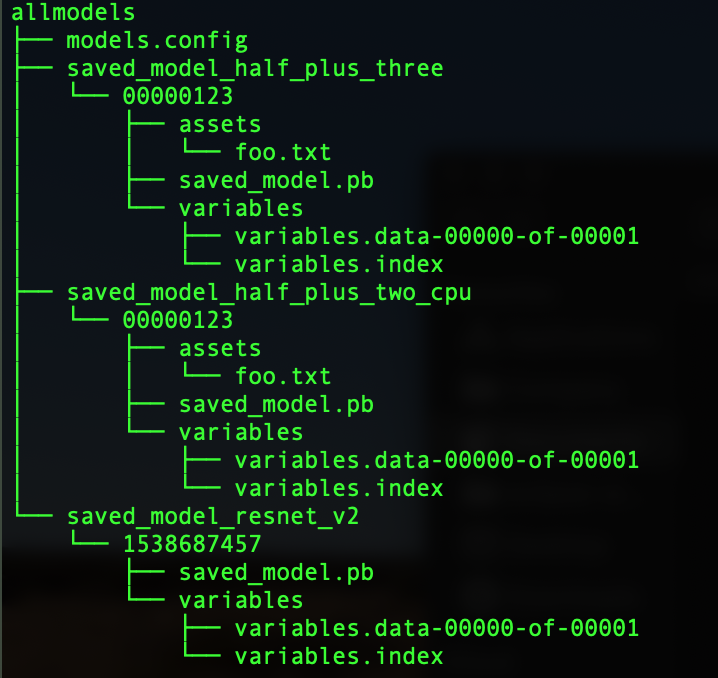 allmodels
├── models.config
├── saved_model_half_plus_three
│   └── 00000123
│       ├── assets
│       │   └── foo.txt
│       ├── saved_model.pb
│       └── variables
│           ├── variables.data-00000-of-00001
│           └── variables.index
├── saved_model_half_plus_two_cpu
│   └── 00000123
│       ├── assets
│       │   └── foo.txt
│       ├── saved_model.pb
│       └── variables
│           ├── variables.data-00000-of-00001
│           └── variables.index
└── saved_model_resnet_v2
    └── 1538687457
        ├── saved_model.pb
        └── variables
            ├── variables.data-00000-of-00001
            └── variables.index